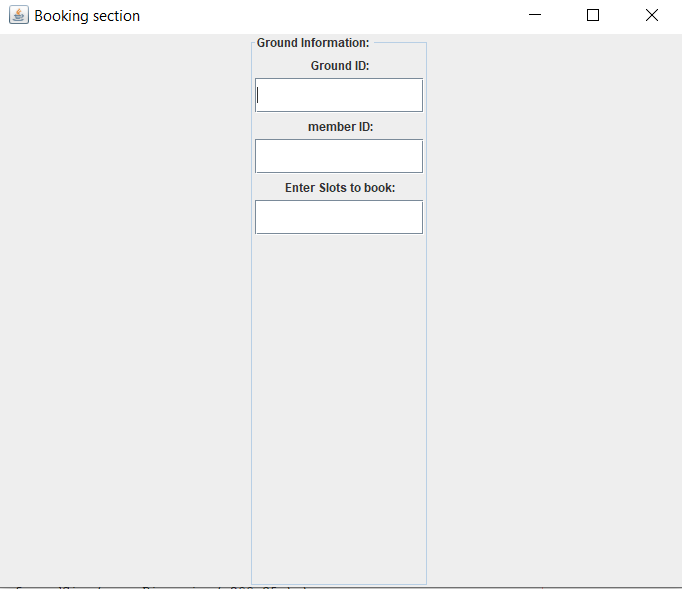 Booking section
Ground Information:
Ground ID:
member ID:
Enter Slots to book: